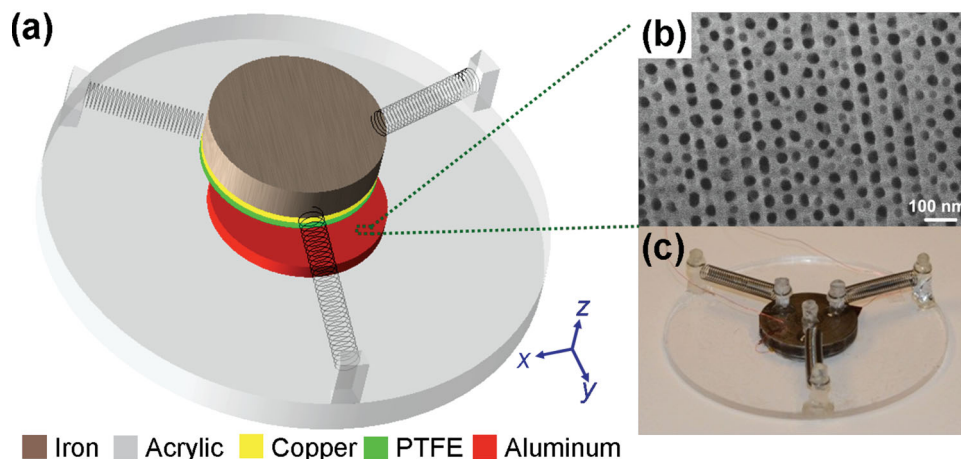 (a)
(b)
100 nm
(c)
z
x
y
Iron Acrylic Copper PTFE Aluminum